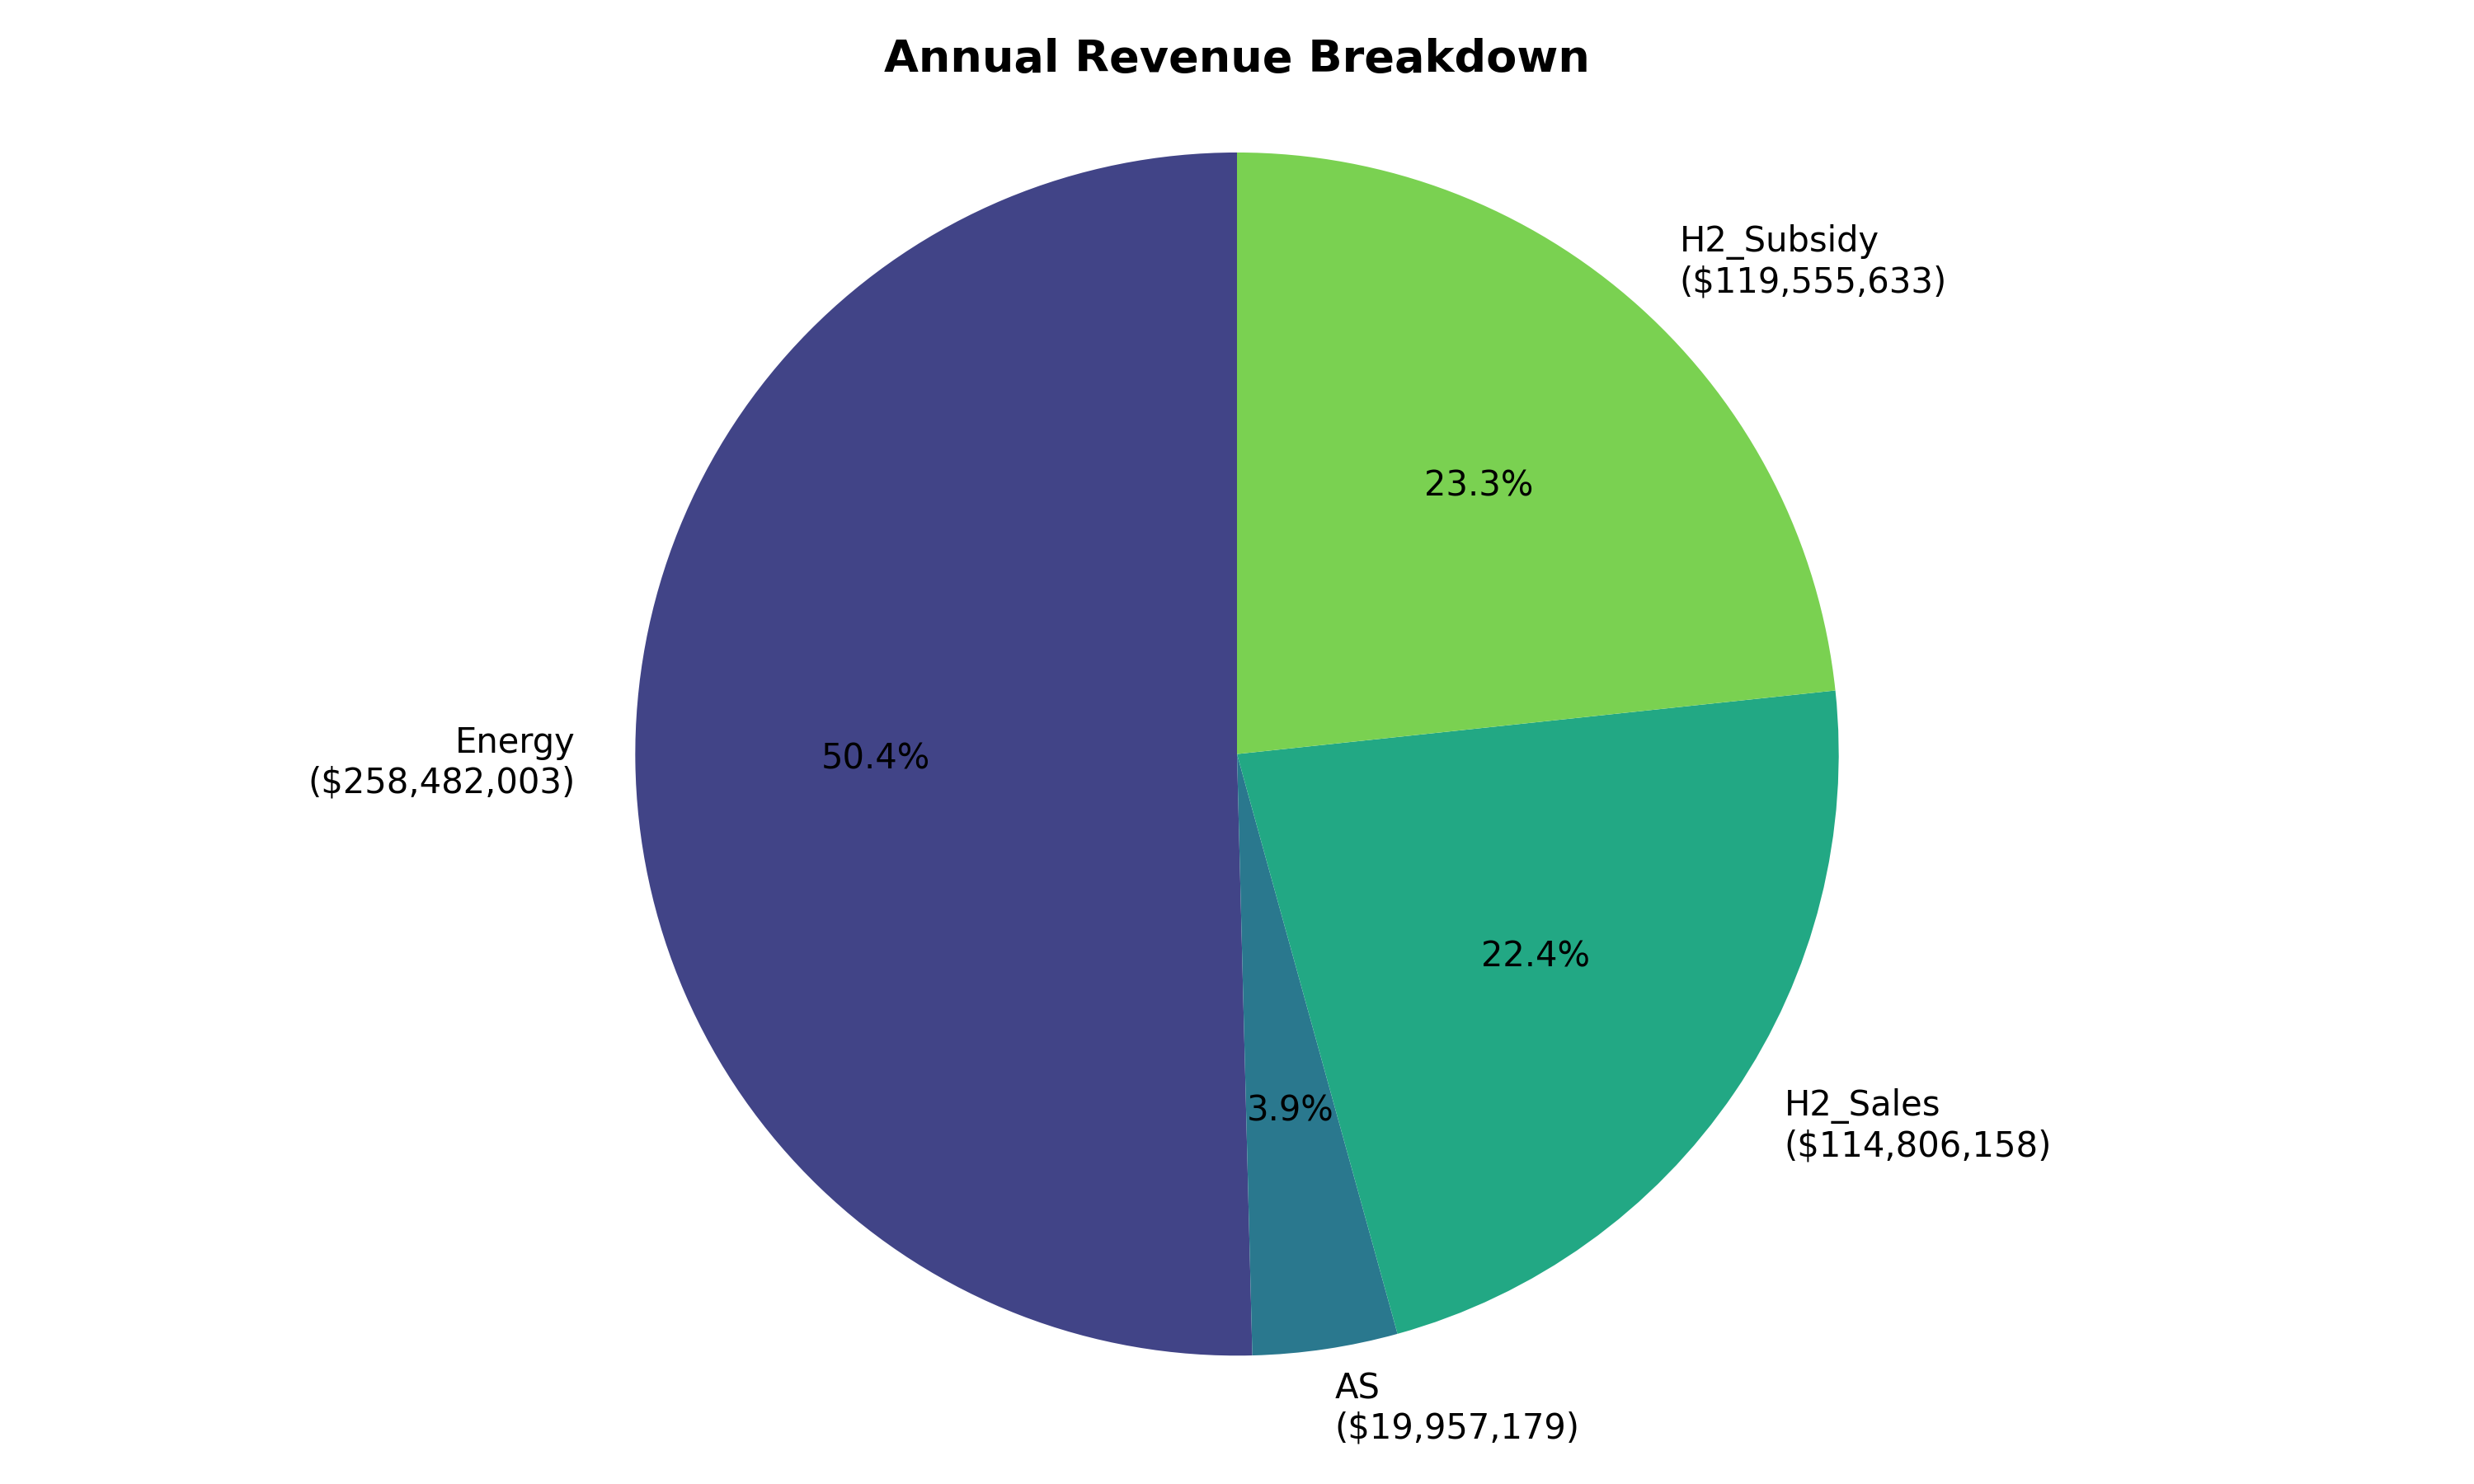 Annual Revenue Breakdown
H2_Subsidy
($119,555,633)
23.3%
Energy
($258,482,003)
50.4%
22.4%
H2_Sales
($114,806,158)
3.9%
AS
($19,957,179)